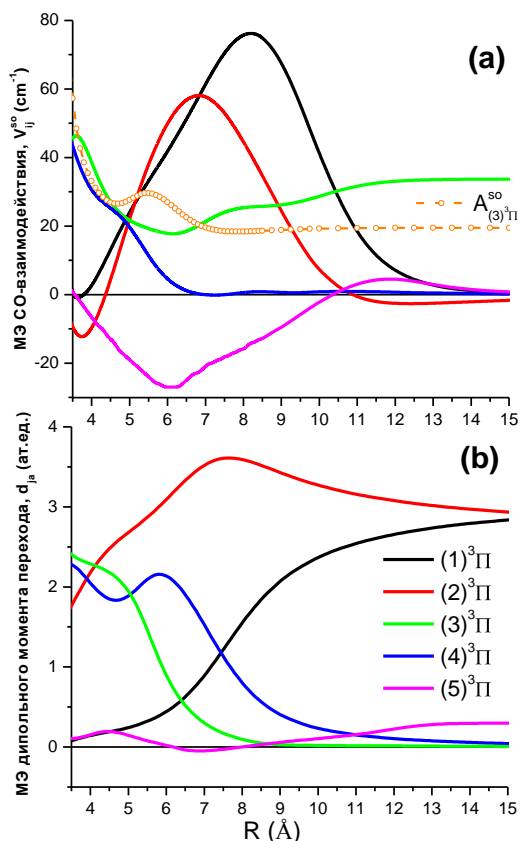 (a)
МЭ СО-взаимодействия, V_ij^so (cm^-1)
80
60
40
20
0
-20
A^so_(3)^3Π
4 5 6 7 8 9 10 11 12 13 14 15
(b)
МЭ дипольного момента перехода, d_ja (ат.ед.)
4
3
2
1
0
(1)^3Π
(2)^3Π
(3)^3Π
(4)^3Π
(5)^3Π
4 5 6 7 8 9 10 11 12 13 14 15
R (Å)